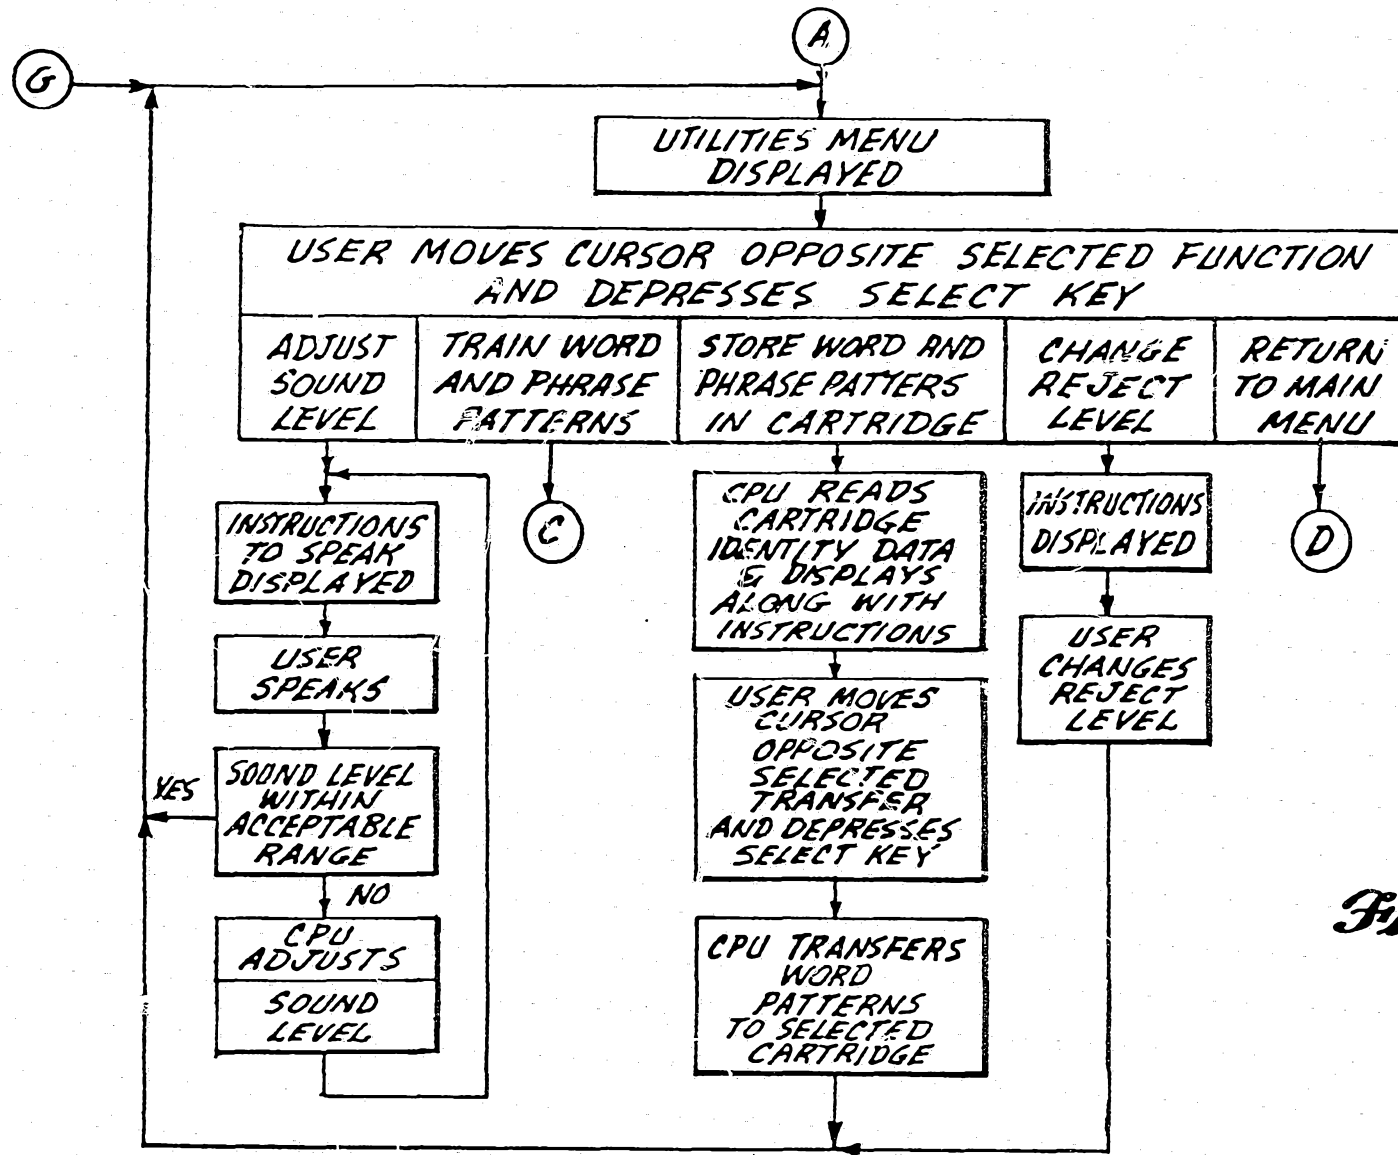 A
G
UTILITIES MENU
DISPLAYED
USER MOVES CURSOR OPPOSITE SELECTED FUNCTION
AND DEPRESSES SELECT KEY
ADJUST
SOUND
LEVEL
TRAIN WORD
AND PHRASE
PATTERNS
STORE WORD AND
PHRASE PATTERS
IN CARTRIDGE
CHANGE
REJECT
LEVEL
RETURN
TO MAIN
MENU
INSTRUCTIONS
TO SPEAK
DISPLAYED
USER
SPEAKS
SOUND LEVEL
WITHIN
ACCEPTABLE
RANGE
YES
NO
CPU
ADJUSTS
SOUND
LEVEL
C
CPU READS
CARTRIDGE
IDENTITY DATA
& DISPLAYS
ALONG WITH
INSTRUCTIONS
USER MOVES
CURSOR
OPPOSITE
SELECTED
TRANSFER
AND DEPRESSES
SELECT KEY
CPU TRANSFERS
WORD
PATTERNS
TO SELECTED
CARTRIDGE
INSTRUCTIONS
DISPLAYED
USER
CHANGES
REJECT
LEVEL
D